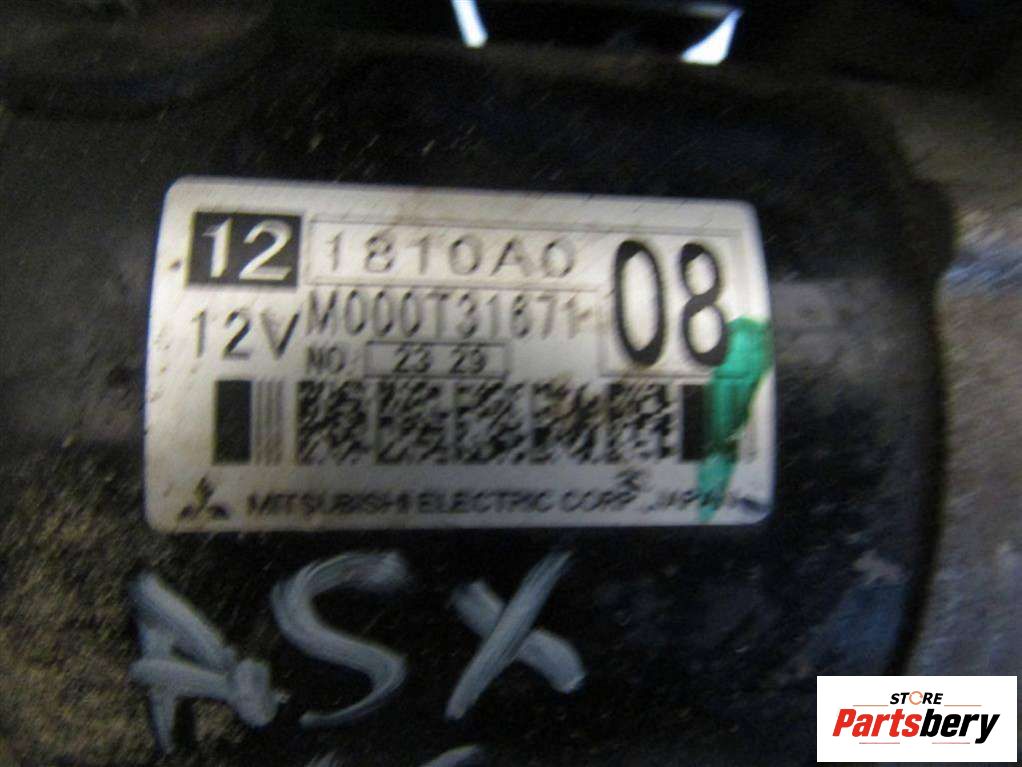 12 1810A0 08
12V M000T31671
NO. 23 29
MITSUBISHI ELECTRIC CORP. JAPAN
ASX
STORE
Partsbery